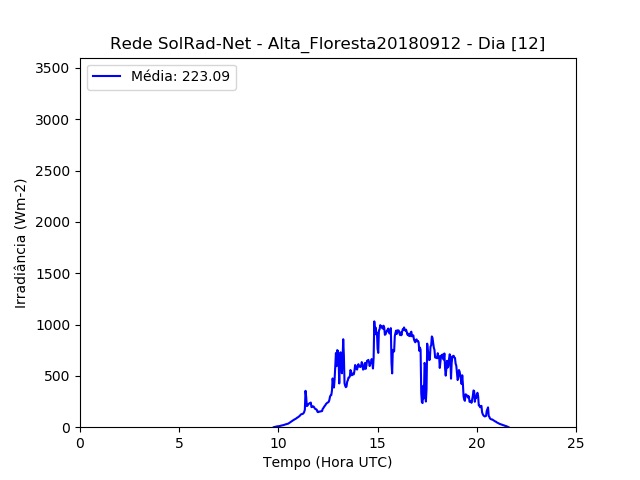 Rede SolRad-Net - Alta_Floresta20180912 - Dia [12]
Média: 223.09
Irradiância (Wm-2)
3500
3000
2500
2000
1500
1000
500
0
0 5 10 15 20 25
Tempo (Hora UTC)